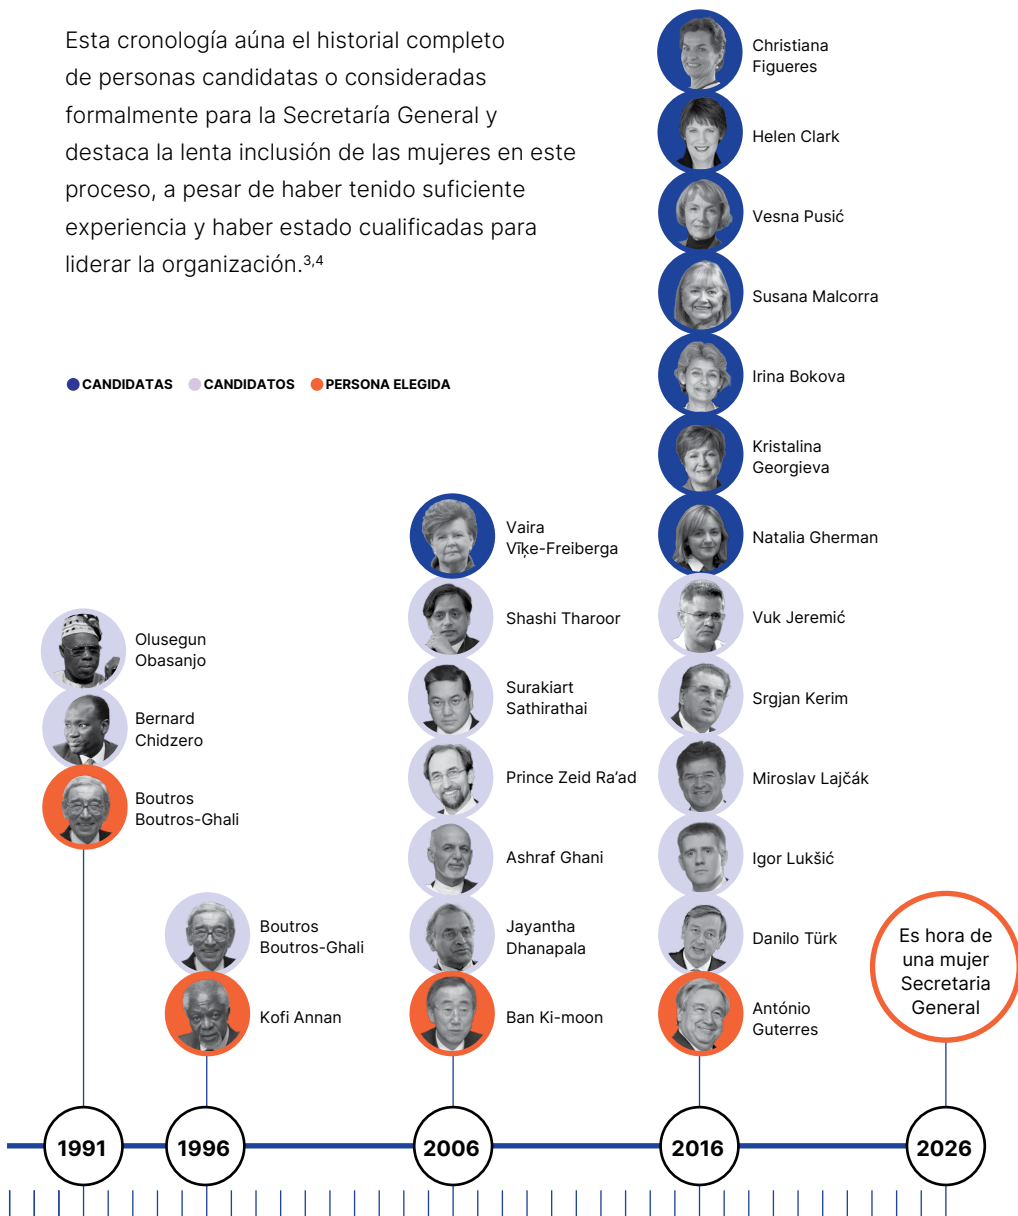 Esta cronología aúna el historial completo
de personas candidatas o consideradas
formalmente para la Secretaría General y
destaca la lenta inclusión de las mujeres en este
proceso, a pesar de haber tenido suficiente
experiencia y haber estado cualificadas para
liderar la organización.³,⁴
CANDIDATAS CANDIDATOS PERSONA ELEGIDA
Olusegun
Obasanjo
Bernard
Chidzero
Boutros
Boutros-Ghali
Boutros
Boutros-Ghali
Kofi Annan
Vaira
Vīķe-Freiberga
Shashi Tharoor
Surakiart
Sathirathai
Prince Zeid Ra’ad
Ashraf Ghani
Jayantha
Dhanapala
Ban Ki-moon
Christiana
Figueres
Helen Clark
Vesna Pusić
Susana Malcorra
Irina Bokova
Kristalina
Georgieva
Natalia Gherman
Vuk Jeremić
Srgjan Kerim
Miroslav Lajčák
Igor Lukšić
Danilo Türk
António
Guterres
Es hora de
una mujer
Secretaria
General
1991 1996 2006 2016 2026